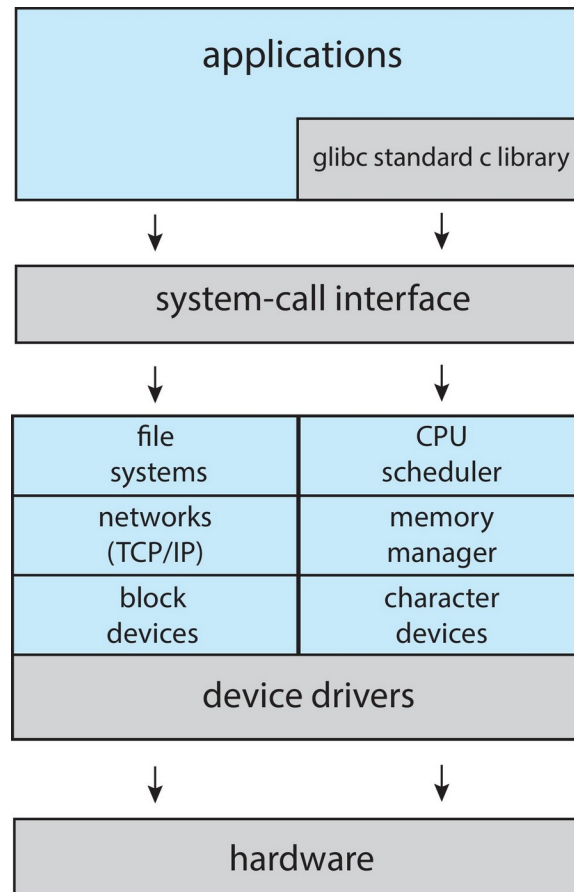 applications
glibc standard c library
system-call interface
file
systems
networks
(TCP/IP)
block
devices
CPU
scheduler
memory
manager
character
devices
device drivers
hardware